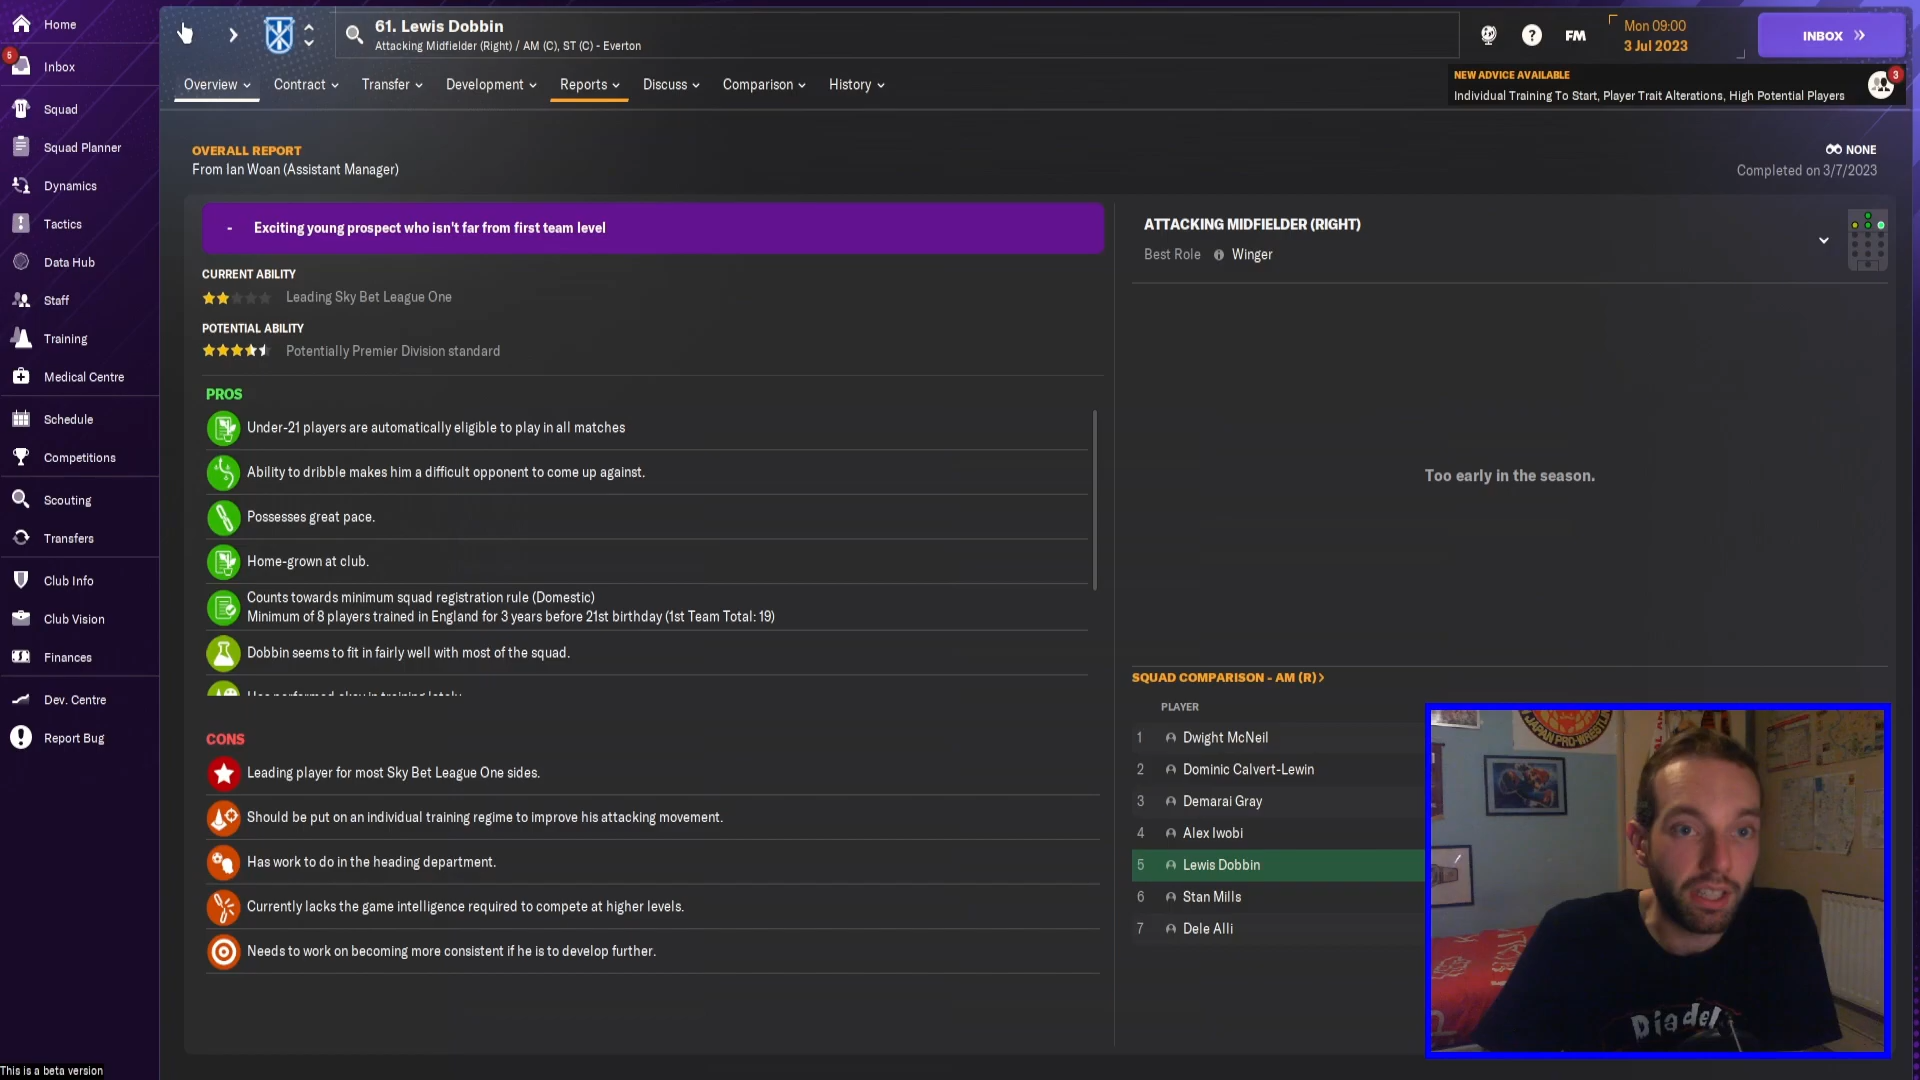 Home
61. Lewis Dobbin
Attacking Midfielder (Right) / AM (C), ST (C) - Everton
FM
Mon 09:00
3 Jul 2023
INBOX
6
Inbox
Overview
Contract
Transfer
Development
Reports
Discuss
Comparison
History
NEW ADVICE AVAILABLE
Individual Training To Start, Player Trait Alterations, High Potential Players
3
Squad
Squad Planner
Dynamics
Tactics
Data Hub
Staff
Training
Medical Centre
Schedule
Competitions
Scouting
Transfers
Club Info
Club Vision
Finances
Dev. Centre
Report Bug
This is a beta version
OVERALL REPORT
From Ian Woan (Assistant Manager)
NONE
Completed on 3/7/2023
- Exciting young prospect who isn't far from first team level
CURRENT ABILITY
Leading Sky Bet League One
POTENTIAL ABILITY
Potentially Premier Division standard
PROS
Under-21 players are automatically eligible to play in all matches
Ability to dribble makes him a difficult opponent to come up against.
Possesses great pace.
Home-grown at club.
Counts towards minimum squad registration rule (Domestic)
Minimum of 8 players trained in England for 3 years before 21st birthday (1st Team Total: 19)
Dobbin seems to fit in fairly well with most of the squad.
Has performed okay in training lately.
CONS
Leading player for most Sky Bet League One sides.
Should be put on an individual training regime to improve his attacking movement.
Has work to do in the heading department.
Currently lacks the game intelligence required to compete at higher levels.
Needs to work on becoming more consistent if he is to develop further.
ATTACKING MIDFIELDER (RIGHT)
Best Role Winger
Too early in the season.
SQUAD COMPARISON - AM (R)
PLAYER
1 Dwight McNeil
2 Dominic Calvert-Lewin
3 Demarai Gray
4 Alex Iwobi
5 Lewis Dobbin
6 Stan Mills
7 Dele Alli
JAPAN PRO-WRESTL